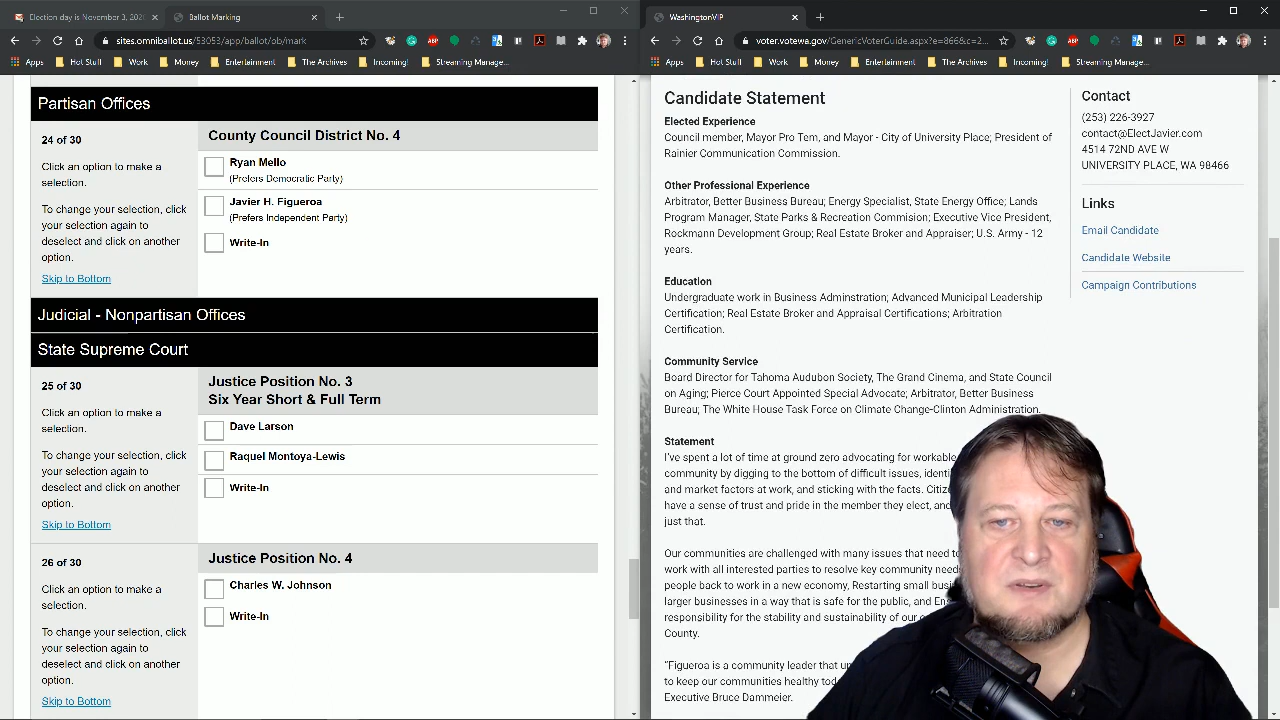 Election day is November 3, 202
Ballot Marking
sites.omniballot.us/53053/app/ballot/ob/mark
Apps
Hot Stuff
Work
Money
Entertainment
The Archives
Incoming!
Streaming Manage...
Partisan Offices
24 of 30
Click an option to make a
selection.
To change your selection, click
your selection again to
deselect and click on another
option.
Skip to Bottom
County Council District No. 4
Ryan Mello
(Prefers Democratic Party)
Javier H. Figueroa
(Prefers Independent Party)
Write-In
Judicial - Nonpartisan Offices
State Supreme Court
25 of 30
Click an option to make a
selection.
To change your selection, click
your selection again to
deselect and click on another
option.
Skip to Bottom
Justice Position No. 3
Six Year Short & Full Term
Dave Larson
Raquel Montoya-Lewis
Write-In
26 of 30
Click an option to make a
selection.
To change your selection, click
your selection again to
deselect and click on another
option.
Skip to Bottom
Justice Position No. 4
Charles W. Johnson
Write-In
WashingtonVIP
voter.votewa.gov/GenericVoterGuide.aspx?e=866&c=2...
Apps
Hot Stuff
Work
Money
Entertainment
The Archives
Incoming!
Streaming Manage...
Candidate Statement
Elected Experience
Council member, Mayor Pro Tem, and Mayor - City of University Place; President of
Rainier Communication Commission.
Other Professional Experience
Arbitrator, Better Business Bureau; Energy Specialist, State Energy Office; Lands
Program Manager, State Parks & Recreation Commision; Executive Vice President,
Rockmann Development Group; Real Estate Broker and Appraiser; U.S. Army - 12
years.
Education
Undergraduate work in Business Adminstration; Advanced Municipal Leadership
Certification; Real Estate Broker and Appraisal Certifications; Arbitration
Certification.
Community Service
Board Director for Tahoma Audubon Society, The Grand Cinema, and State Council
on Aging; Pierce Court Appointed Special Advocate; Arbitrator, Better Business
Bureau; The White House Task Force on Climate Change-Clinton Administration.
Statement
I've spent a lot of time at ground zero advocating for workable
community by digging to the bottom of difficult issues,
and market factors at work, and sticking with the facts.
have a sense of trust and pride in the member they elect,
just that.
Our communities are challenged with many issues that need
work with all interested parties to resolve key community
people back to work in a new economy. Restarting small
larger businesses in a way that is safe for the public, and
responsibility for the stability and sustainability of our
County.
"Figueroa is a community leader that
to keep our communities healthy
Executive Bruce Dammeier.
Contact
(253) 226-3927
contact@ElectJavier.com
4514 72ND AVE W
UNIVERSITY PLACE, WA 98466
Links
Email Candidate
Candidate Website
Campaign Contributions